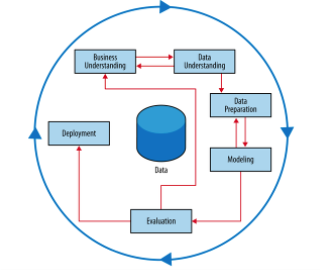 Business
Understanding
Data
Understanding
Data
Preparation
Deployment
Data
Modeling
Evaluation